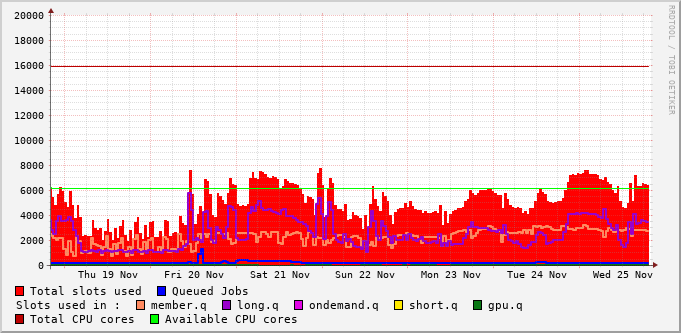 20000
18000
16000
14000
12000
10000
8000
6000
4000
2000
0
Thu 19 Nov Fri 20 Nov Sat 21 Nov Sun 22 Nov Mon 23 Nov Tue 24 Nov Wed 25 Nov
RRDTOOL / TOBI OETIKER
Total slots used Queued Jobs
Slots used in : member.q long.q ondemand.q short.q gpu.q
Total CPU cores Available CPU cores